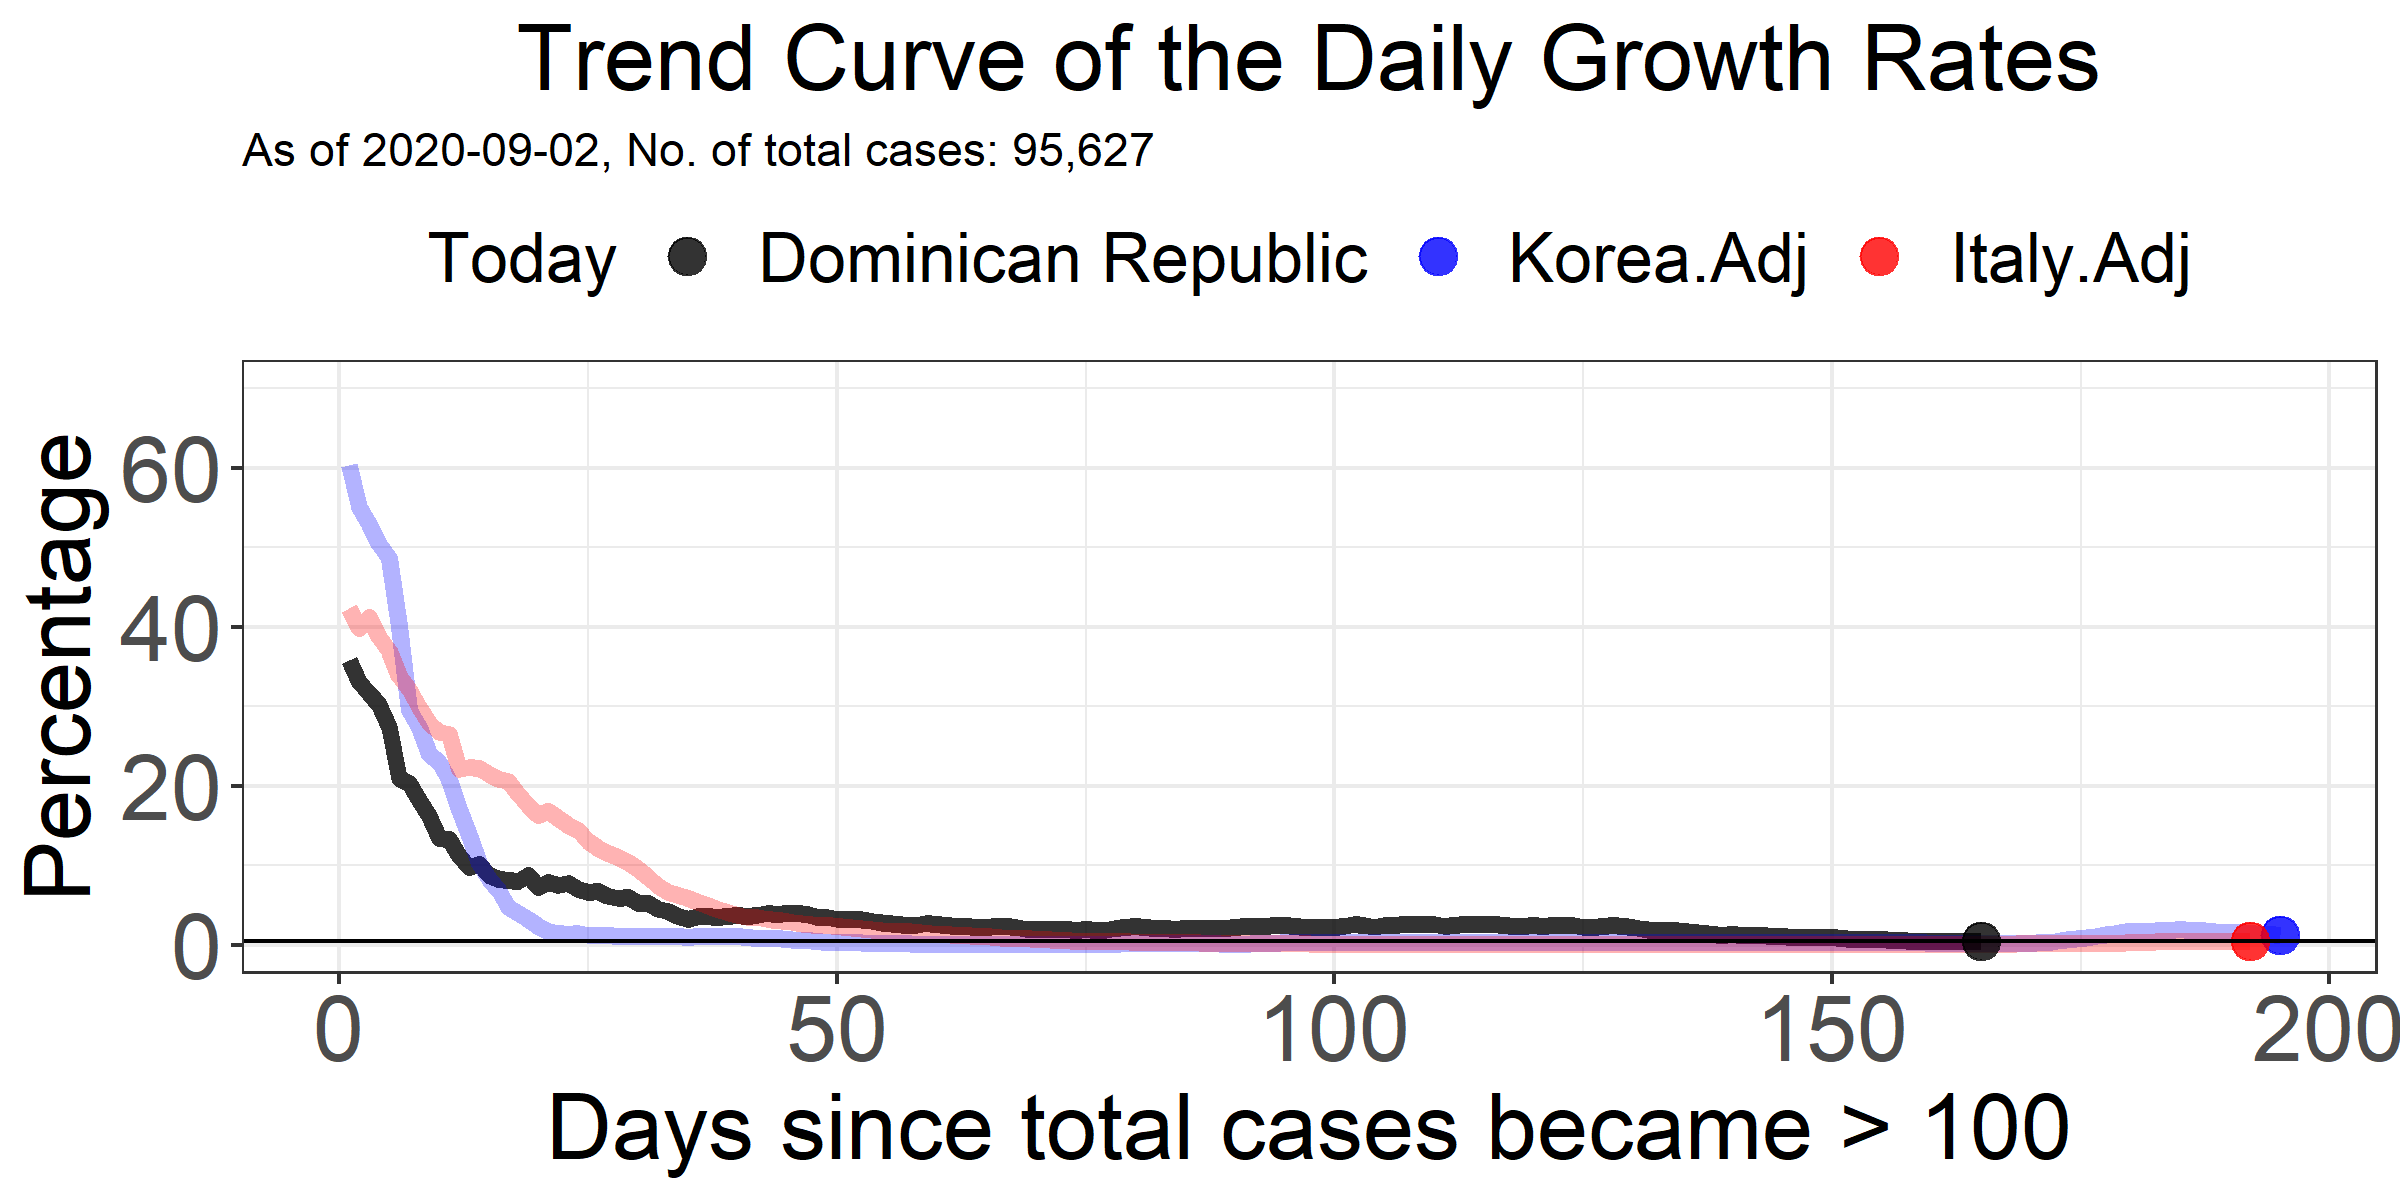 Trend Curve of the Daily Growth Rates
As of 2020-09-02, No. of total cases: 95,627
Today Dominican Republic Korea.Adj Italy.Adj
Percentage
60
40
20
0
0 50 100 150 200
Days since total cases became > 100